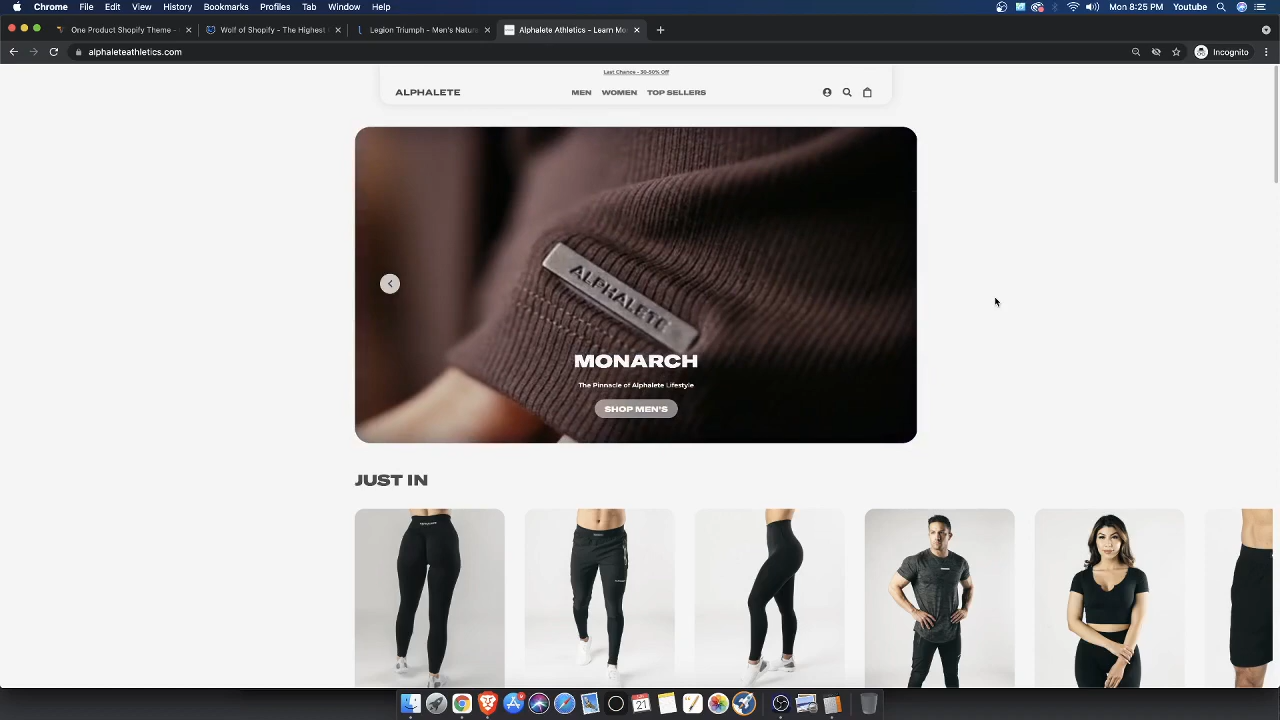 Chrome File Edit View History Bookmarks Profiles Tab Window Help
Mon 8:25 PM Youtube
One Product Shopify Theme -
Wolf of Shopify - The Highest
Legion Triumph - Men's Natur
Alphalete Athletics - Learn Mo
alphaleteathletics.com
Incognito
Last Chance - 30-50% Off
ALPHALETE
MEN WOMEN TOP SELLERS
ALPHALETE
MONARCH
The Pinnacle of Alphalete Lifestyle
SHOP MEN'S
JUST IN
21